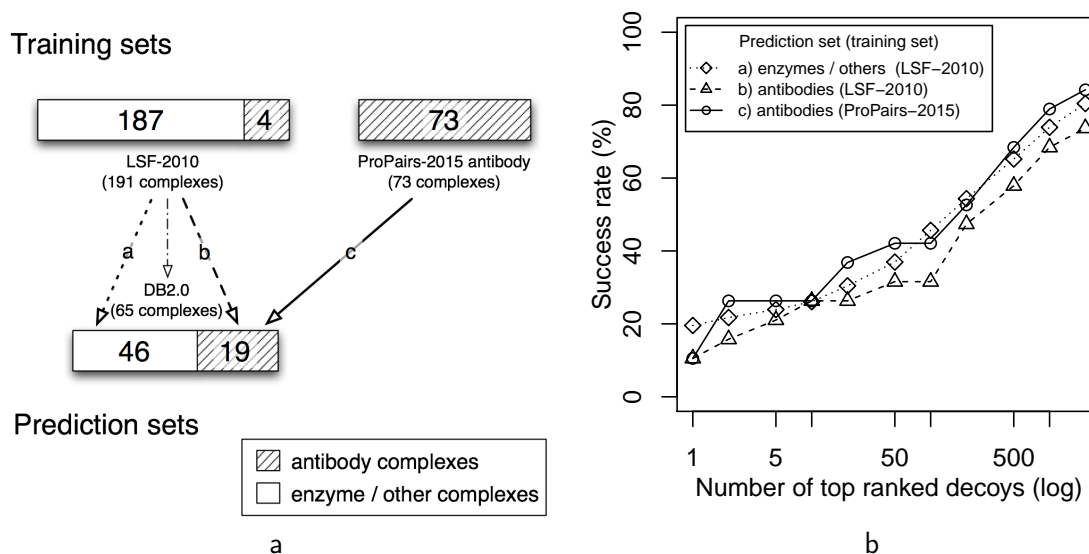 Training sets
187 4
73
LSF-2010
(191 complexes)
ProPairs-2015 antibody
(73 complexes)
a b c
DB2.0
(65 complexes)
46 19
Prediction sets
antibody complexes
enzyme / other complexes
a
Prediction set (training set)
a) enzymes / others (LSF−2010)
b) antibodies (LSF−2010)
c) antibodies (ProPairs−2015)
Success rate (%)
100
80
60
40
20
0
1 5 50 500
Number of top ranked decoys (log)
b